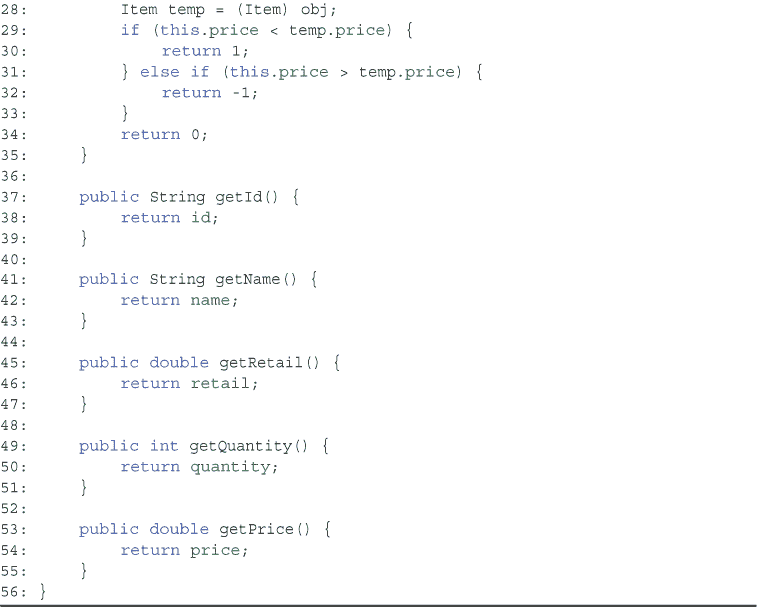 28:         Item temp = (Item) obj;
29:         if (this.price < temp.price) {
30:             return 1;
31:         } else if (this.price > temp.price) {
32:             return -1;
33:         }
34:         return 0;
35:     }
36:
37:     public String getId() {
38:         return id;
39:     }
40:
41:     public String getName() {
42:         return name;
43:     }
44:
45:     public double getRetail() {
46:         return retail;
47:     }
48:
49:     public int getQuantity() {
50:         return quantity;
51:     }
52:
53:     public double getPrice() {
54:         return price;
55:     }
56: }